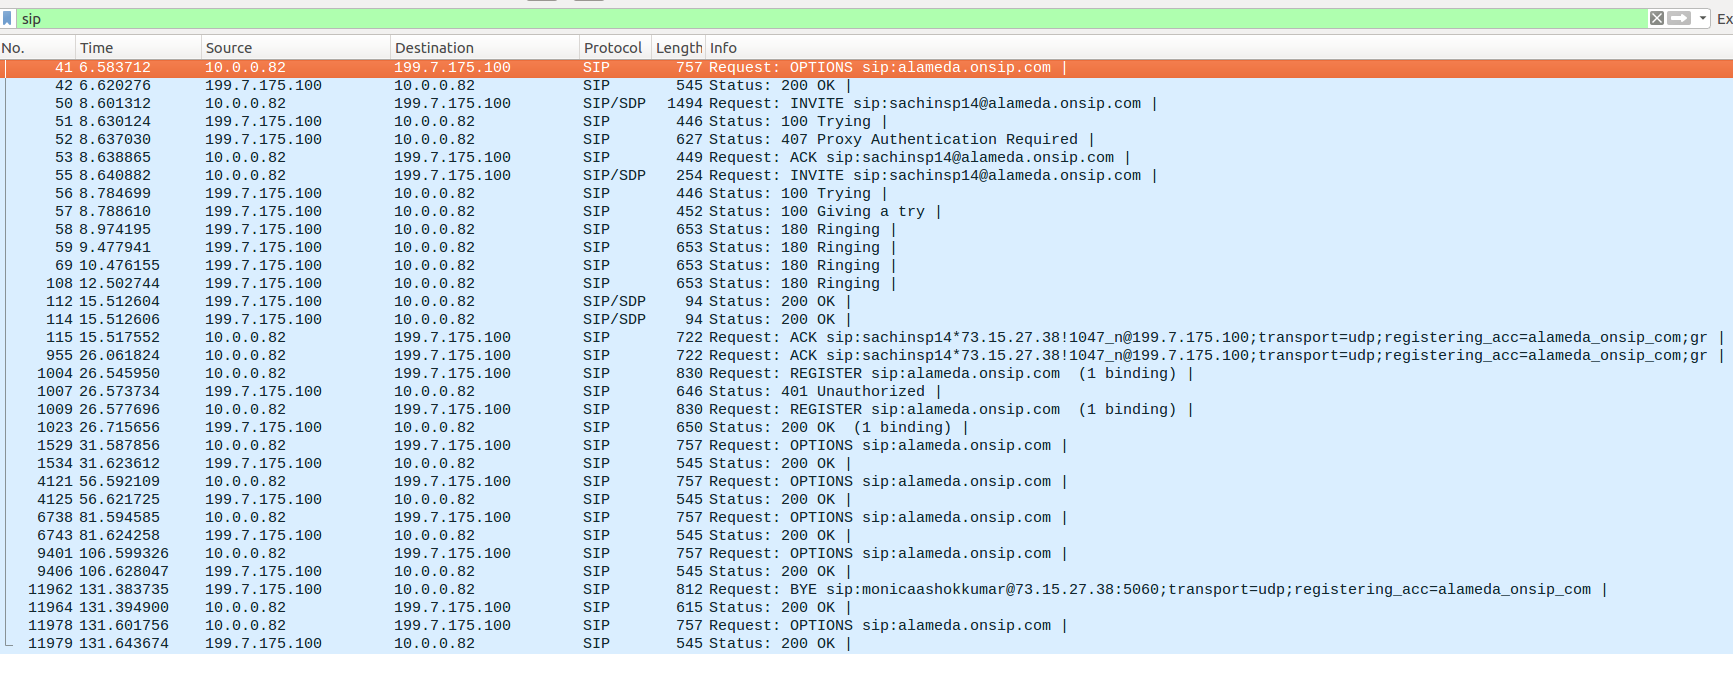 sip Ex
No. Time Source Destination Protocol Length Info
41 6.583712 10.0.0.82 199.7.175.100 SIP 757 Request: OPTIONS sip:alameda.onsip.com |
42 6.620276 199.7.175.100 10.0.0.82 SIP 545 Status: 200 OK |
50 8.601312 10.0.0.82 199.7.175.100 SIP/SDP 1494 Request: INVITE sip:sachinsp14@alameda.onsip.com |
51 8.630124 199.7.175.100 10.0.0.82 SIP 446 Status: 100 Trying |
52 8.637030 199.7.175.100 10.0.0.82 SIP 627 Status: 407 Proxy Authentication Required |
53 8.638865 10.0.0.82 199.7.175.100 SIP 449 Request: ACK sip:sachinsp14@alameda.onsip.com |
55 8.640882 10.0.0.82 199.7.175.100 SIP/SDP 254 Request: INVITE sip:sachinsp14@alameda.onsip.com |
56 8.784699 199.7.175.100 10.0.0.82 SIP 446 Status: 100 Trying |
57 8.788610 199.7.175.100 10.0.0.82 SIP 452 Status: 100 Giving a try |
58 8.974195 199.7.175.100 10.0.0.82 SIP 653 Status: 180 Ringing |
59 9.477941 199.7.175.100 10.0.0.82 SIP 653 Status: 180 Ringing |
69 10.476155 199.7.175.100 10.0.0.82 SIP 653 Status: 180 Ringing |
108 12.502744 199.7.175.100 10.0.0.82 SIP 653 Status: 180 Ringing |
112 15.512604 199.7.175.100 10.0.0.82 SIP/SDP 94 Status: 200 OK |
114 15.512606 199.7.175.100 10.0.0.82 SIP/SDP 94 Status: 200 OK |
115 15.517552 10.0.0.82 199.7.175.100 SIP 722 Request: ACK sip:sachinsp14*73.15.27.38!1047_n@199.7.175.100;transport=udp;registering_acc=alameda_onsip_com;gr |
955 26.061824 10.0.0.82 199.7.175.100 SIP 722 Request: ACK sip:sachinsp14*73.15.27.38!1047_n@199.7.175.100;transport=udp;registering_acc=alameda_onsip_com;gr |
1004 26.545950 10.0.0.82 199.7.175.100 SIP 830 Request: REGISTER sip:alameda.onsip.com (1 binding) |
1007 26.573734 199.7.175.100 10.0.0.82 SIP 646 Status: 401 Unauthorized |
1009 26.577696 10.0.0.82 199.7.175.100 SIP 830 Request: REGISTER sip:alameda.onsip.com (1 binding) |
1023 26.715656 199.7.175.100 10.0.0.82 SIP 650 Status: 200 OK (1 binding) |
1529 31.587856 10.0.0.82 199.7.175.100 SIP 757 Request: OPTIONS sip:alameda.onsip.com |
1534 31.623612 199.7.175.100 10.0.0.82 SIP 545 Status: 200 OK |
4121 56.592109 10.0.0.82 199.7.175.100 SIP 757 Request: OPTIONS sip:alameda.onsip.com |
4125 56.621725 199.7.175.100 10.0.0.82 SIP 545 Status: 200 OK |
6738 81.594585 10.0.0.82 199.7.175.100 SIP 757 Request: OPTIONS sip:alameda.onsip.com |
6743 81.624258 199.7.175.100 10.0.0.82 SIP 545 Status: 200 OK |
9401 106.599326 10.0.0.82 199.7.175.100 SIP 757 Request: OPTIONS sip:alameda.onsip.com |
9406 106.628047 199.7.175.100 10.0.0.82 SIP 545 Status: 200 OK |
11962 131.383735 199.7.175.100 10.0.0.82 SIP 812 Request: BYE sip:monicaashokkumar@73.15.27.38:5060;transport=udp;registering_acc=alameda_onsip_com |
11964 131.394900 10.0.0.82 199.7.175.100 SIP 615 Status: 200 OK |
11978 131.601756 10.0.0.82 199.7.175.100 SIP 757 Request: OPTIONS sip:alameda.onsip.com |
11979 131.643674 199.7.175.100 10.0.0.82 SIP 545 Status: 200 OK |